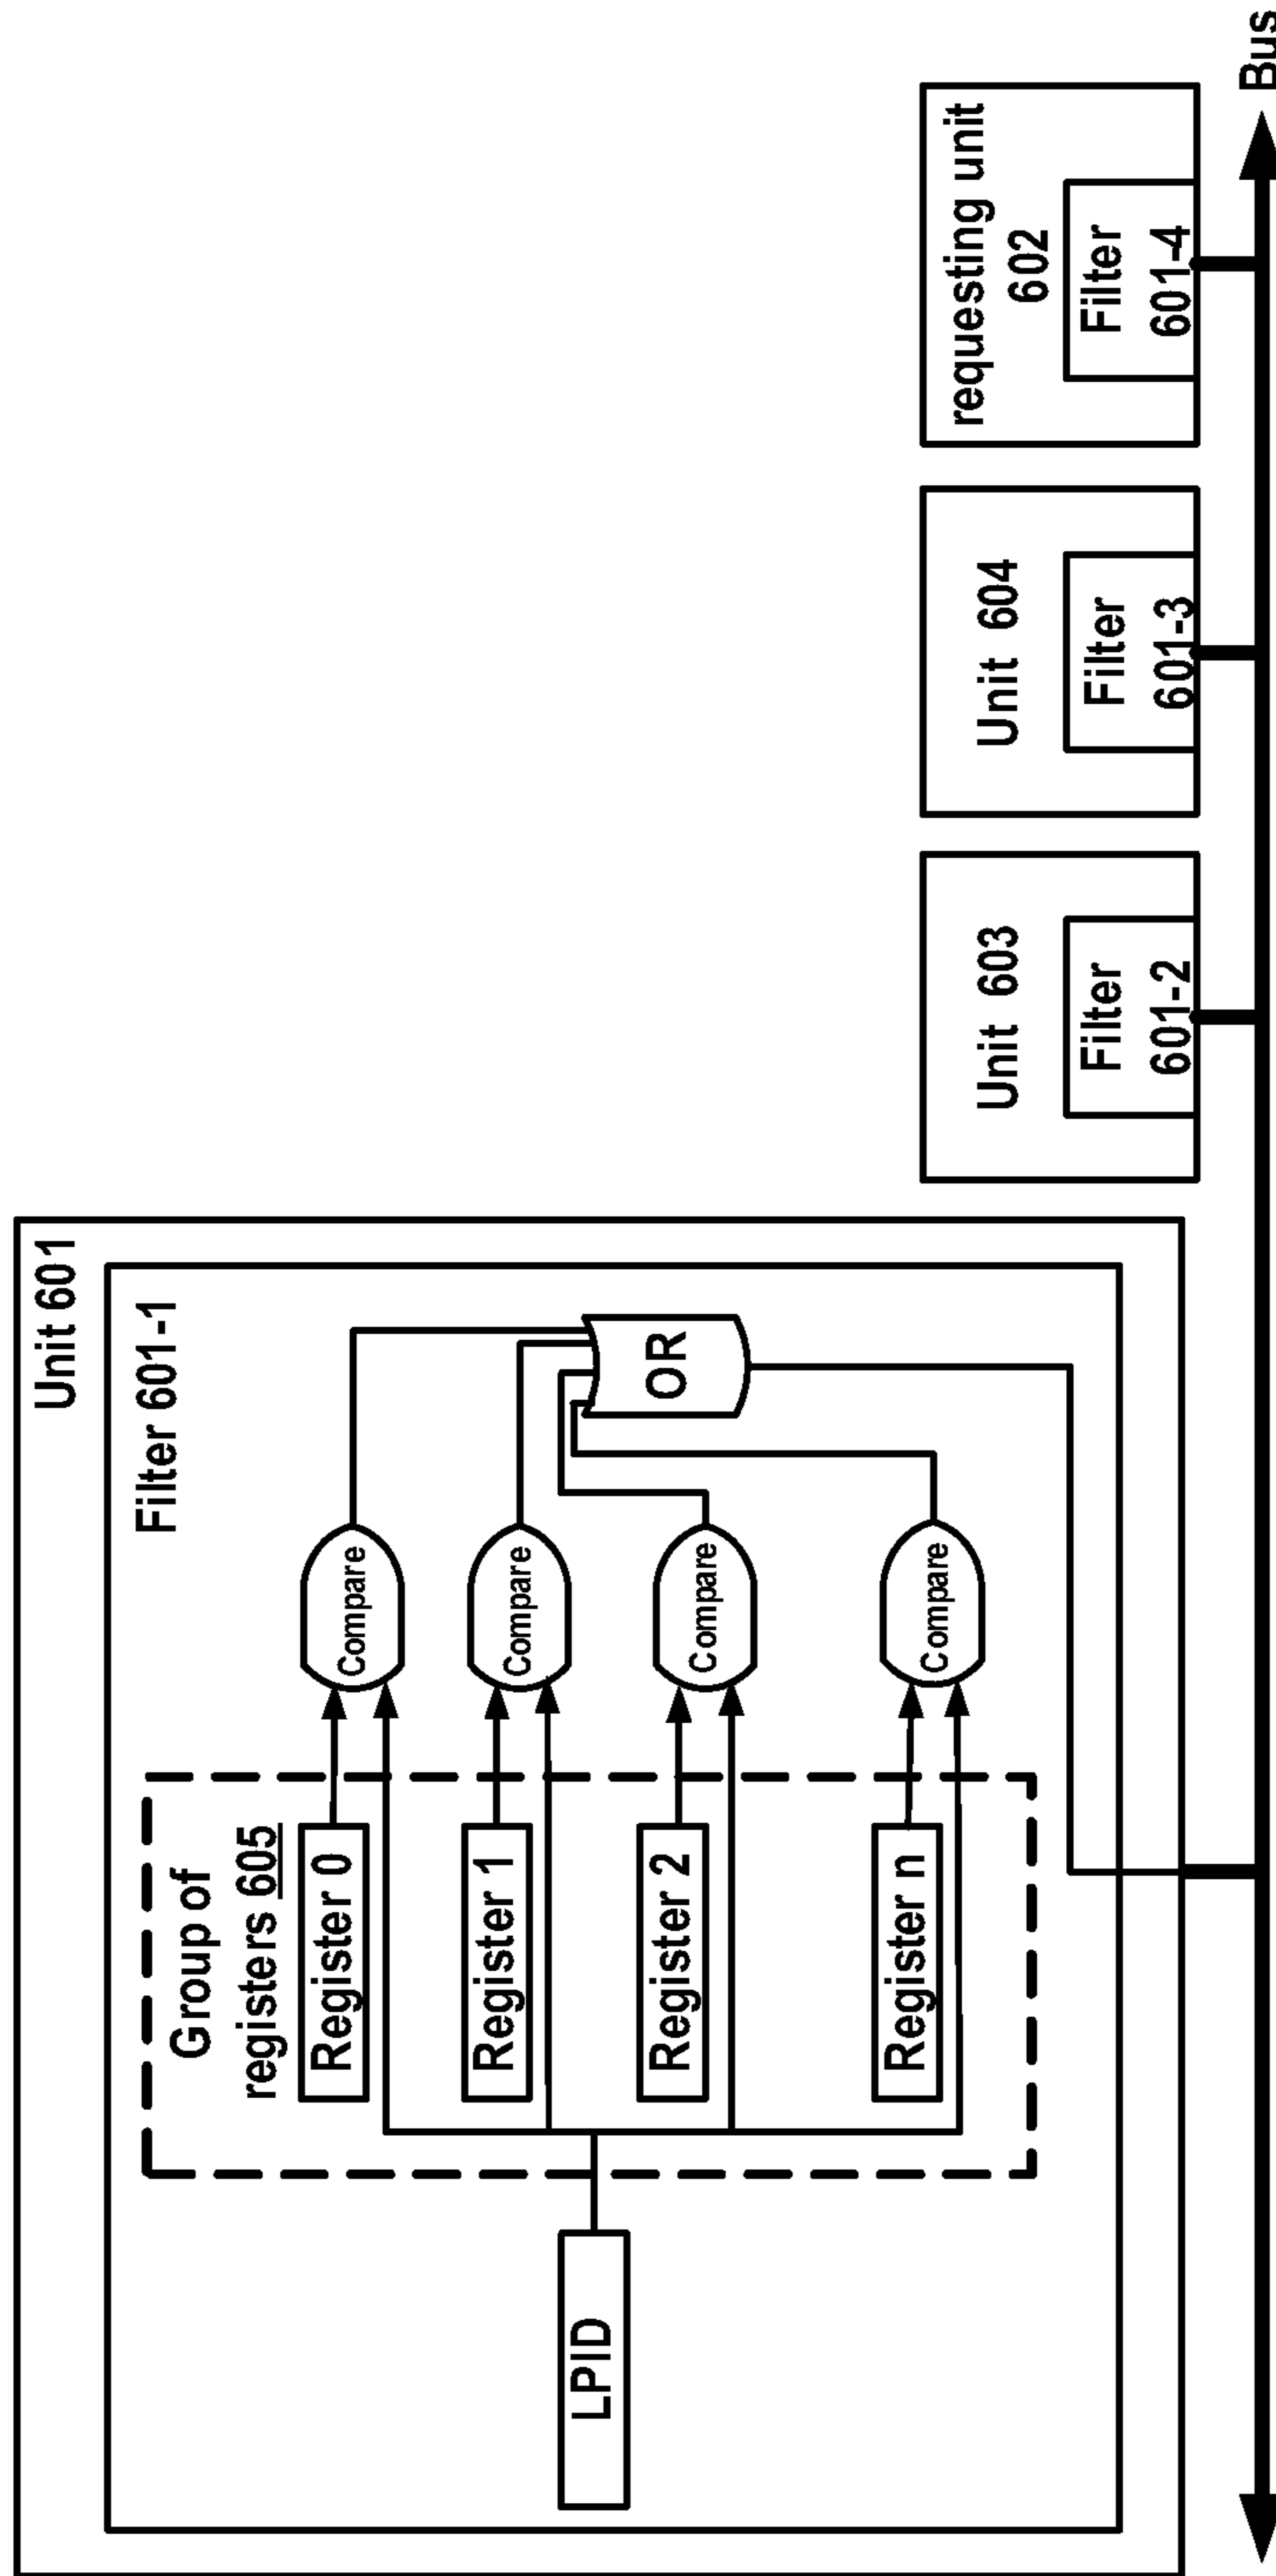 Unit 601
Filter 601-1
Group of
registers 605
Register 0
Compare
Register 1
Compare
LPID
Register 2
Compare
OR
Register n
Compare
Unit 603
Filter
601-2
Unit 604
Filter
601-3
requesting unit
602
Filter
601-4
Bus